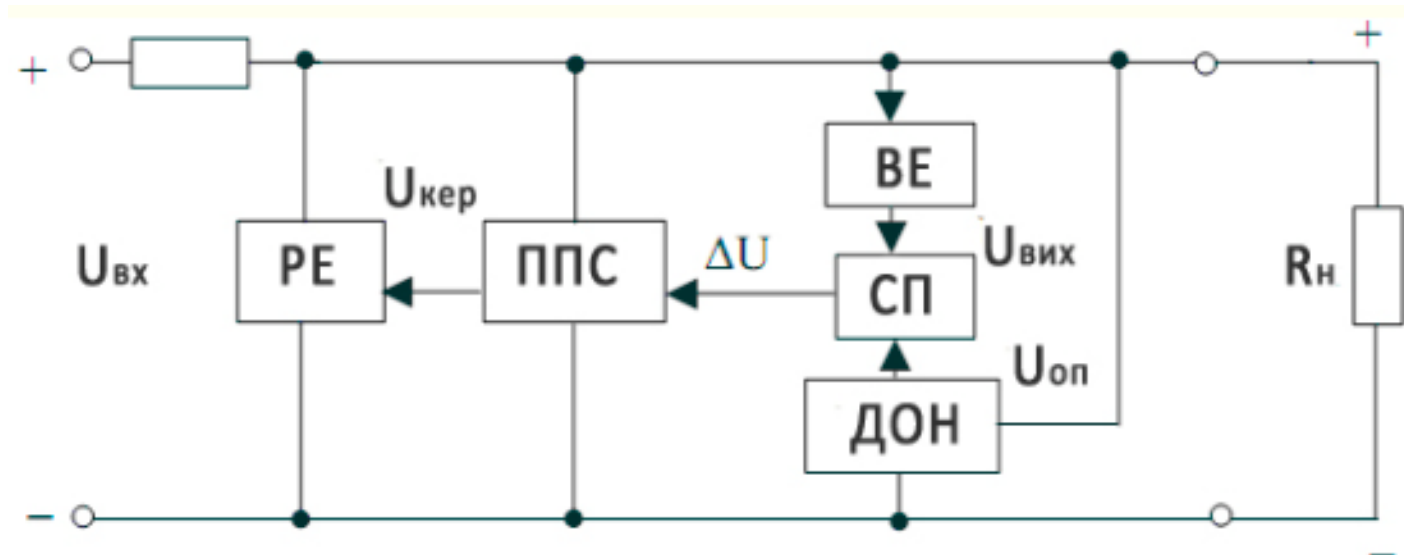 +
+
ВЕ
Uкер
Uвх
РЕ
ППС
ΔU
Uвих
СП
Rн
Uоп
ДОН
−
−